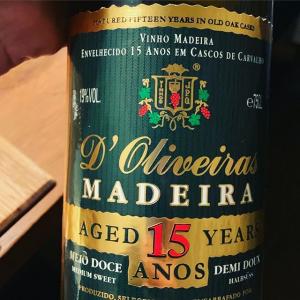 MATURED FIFTEEN YEARS IN OLD OAK CASKS
VINHO MADEIRA
ENVELHECIDO 15 ANOS EM CASCOS DE CARVALHO
19%VOL. e75CL
D'Oliveiras
MADEIRA
AGED 15 YEARS
MEIO DOCE ANOS DEMI DOUX
MEDIUM SWEET HALBSÜSS
PRODUZIDO,